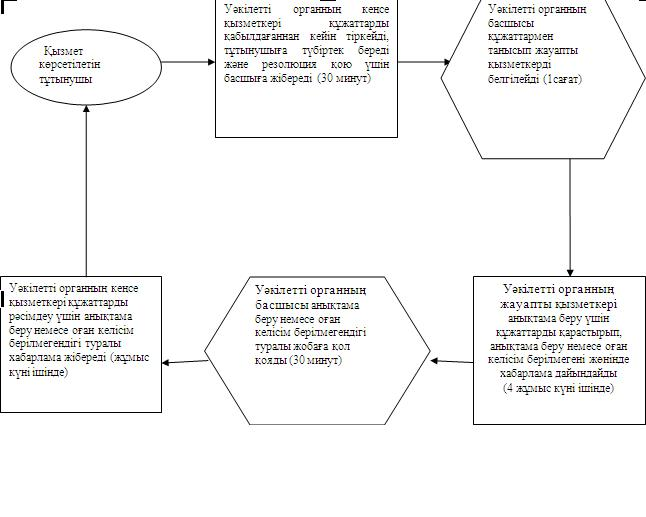 Қызмет
көрсетілетін
тұтынушы
Уәкілетті органның кеңсе
қызметкері құжаттарды
қабылдағаннан кейін тіркейді,
тұтынушыға түбіртек береді
және резолюция қою үшін
басшыға жібереді (30 минут)
Уәкілетті органның
басшысы
құжаттармен
танысып жауапты
қызметкерді
белгілейді (1сағат)
Уәкілетті органның
жауапты қызметкері
анықтама беру үшін
құжаттарды қарастырып,
анықтама беру немесе оған
келісім берілмегені жөнінде
хабарлама дайындайды
(4 жұмыс күні ішінде)
Уәкілетті органның
басшысы анықтама
беру немесе оған
келісім берілмегендігі
туралы жобаға қол
қояды (30 минут)
Уәкілетті органның кеңсе
қызметкері құжаттарды
рәсімдеу үшін анықтама
беру немесе оған келісім
берілмегендігі туралы
хабарлама жібереді (жұмыс
күні ішінде)